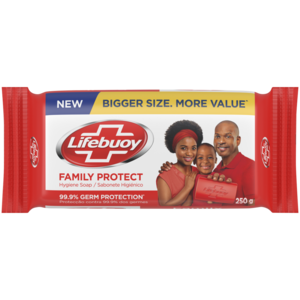 NEW
BIGGER SIZE. MORE VALUE*
Lifebuoy
FAMILY PROTECT
Hygiene Soap / Sabonete Higiénico
99.9% GERM PROTECTION*
250 g